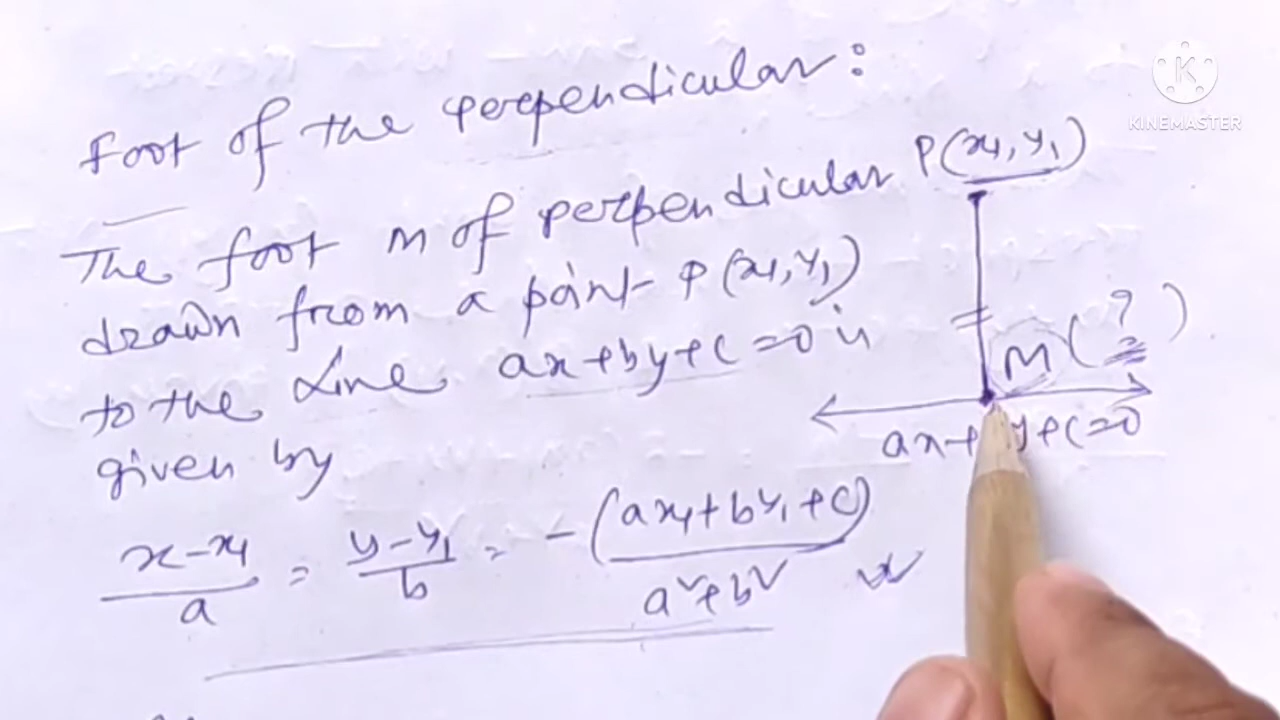 Foot of the perpendicular:
The foot M of perpendicular
drawn from a point P(x₁,y₁)
to the Line ax+by+c=0 is
given by
x-x₁/a = y-y₁/b = -(ax₁+by₁+c)/a²+b²
P(x₁,y₁)
M(?)
ax+by+c=0
K
KINEMASTER